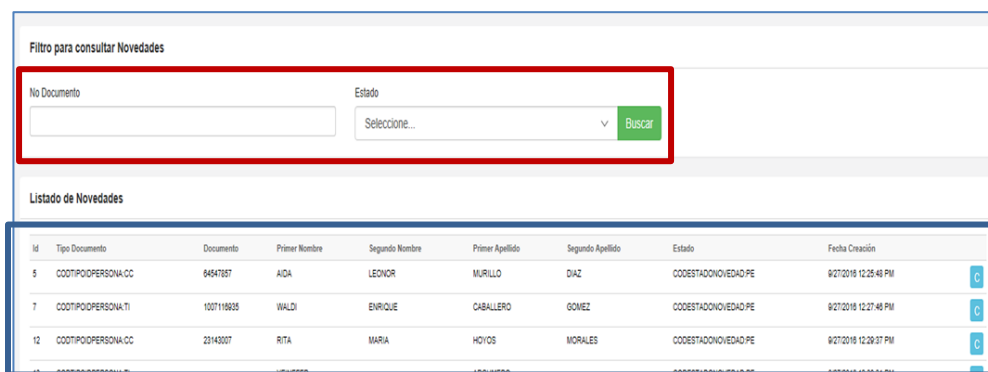 Filtro para consultar Novedades
No Documento Estado
Seleccione... Buscar
Listado de Novedades
Id Tipo Documento Documento Primer Nombre Segundo Nombre Primer Apellido Segundo Apellido Estado Fecha Creación
5 CODTIPOIDPERSONA:CC 64547857 AIDA LEONOR MURILLO DIAZ CODESTADONOVEDAD:PE 9/27/2016 12:25:48 PM C
7 CODTIPOIDPERSONA:TI 1007116935 WALDI ENRIQUE CABALLERO GOMEZ CODESTADONOVEDAD:PE 9/27/2016 12:27:46 PM C
12 CODTIPOIDPERSONA:CC 23143007 RITA MARIA HOYOS MORALES CODESTADONOVEDAD:PE 9/27/2016 12:29:37 PM C